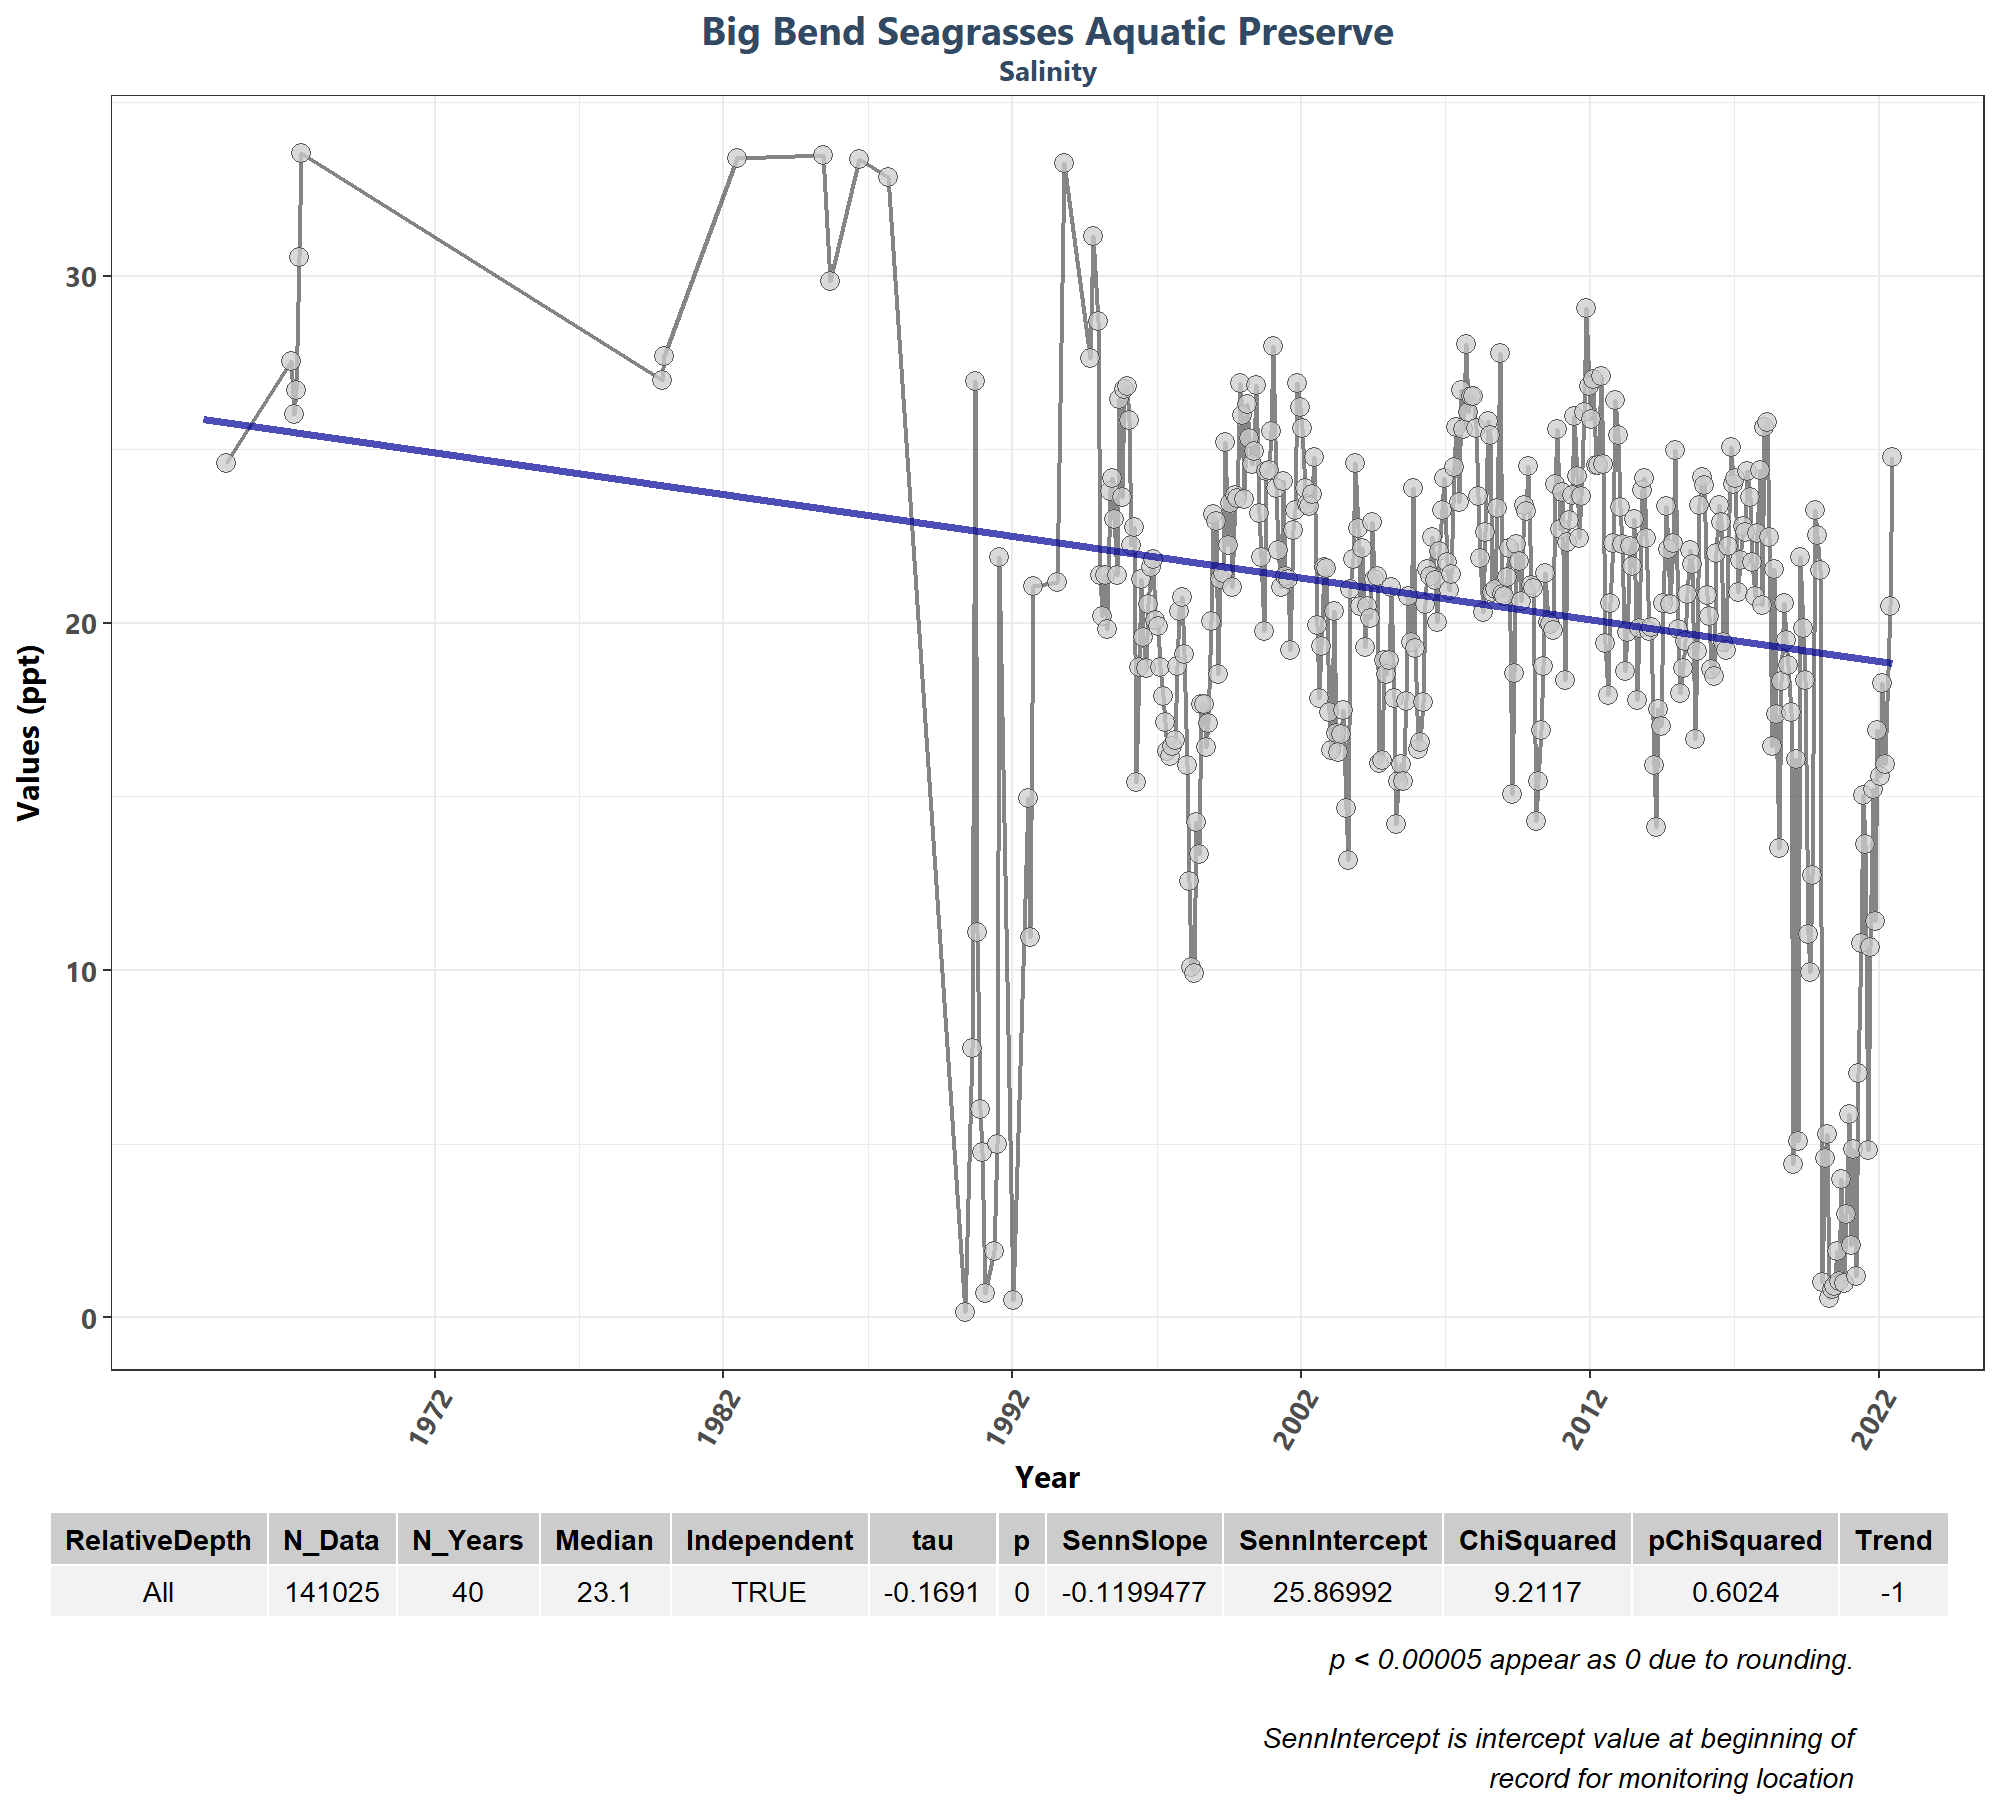 Big Bend Seagrasses Aquatic Preserve
Salinity
30
20
10
0
Values (ppt)
1972 1982 1992 2002 2012 2022
Year
RelativeDepth N_Data N_Years Median Independent tau p SennSlope SennIntercept ChiSquared pChiSquared Trend
All 141025 40 23.1 TRUE -0.1691 0 -0.1199477 25.86992 9.2117 0.6024 -1
p < 0.00005 appear as 0 due to rounding.
SennIntercept is intercept value at beginning of
record for monitoring location